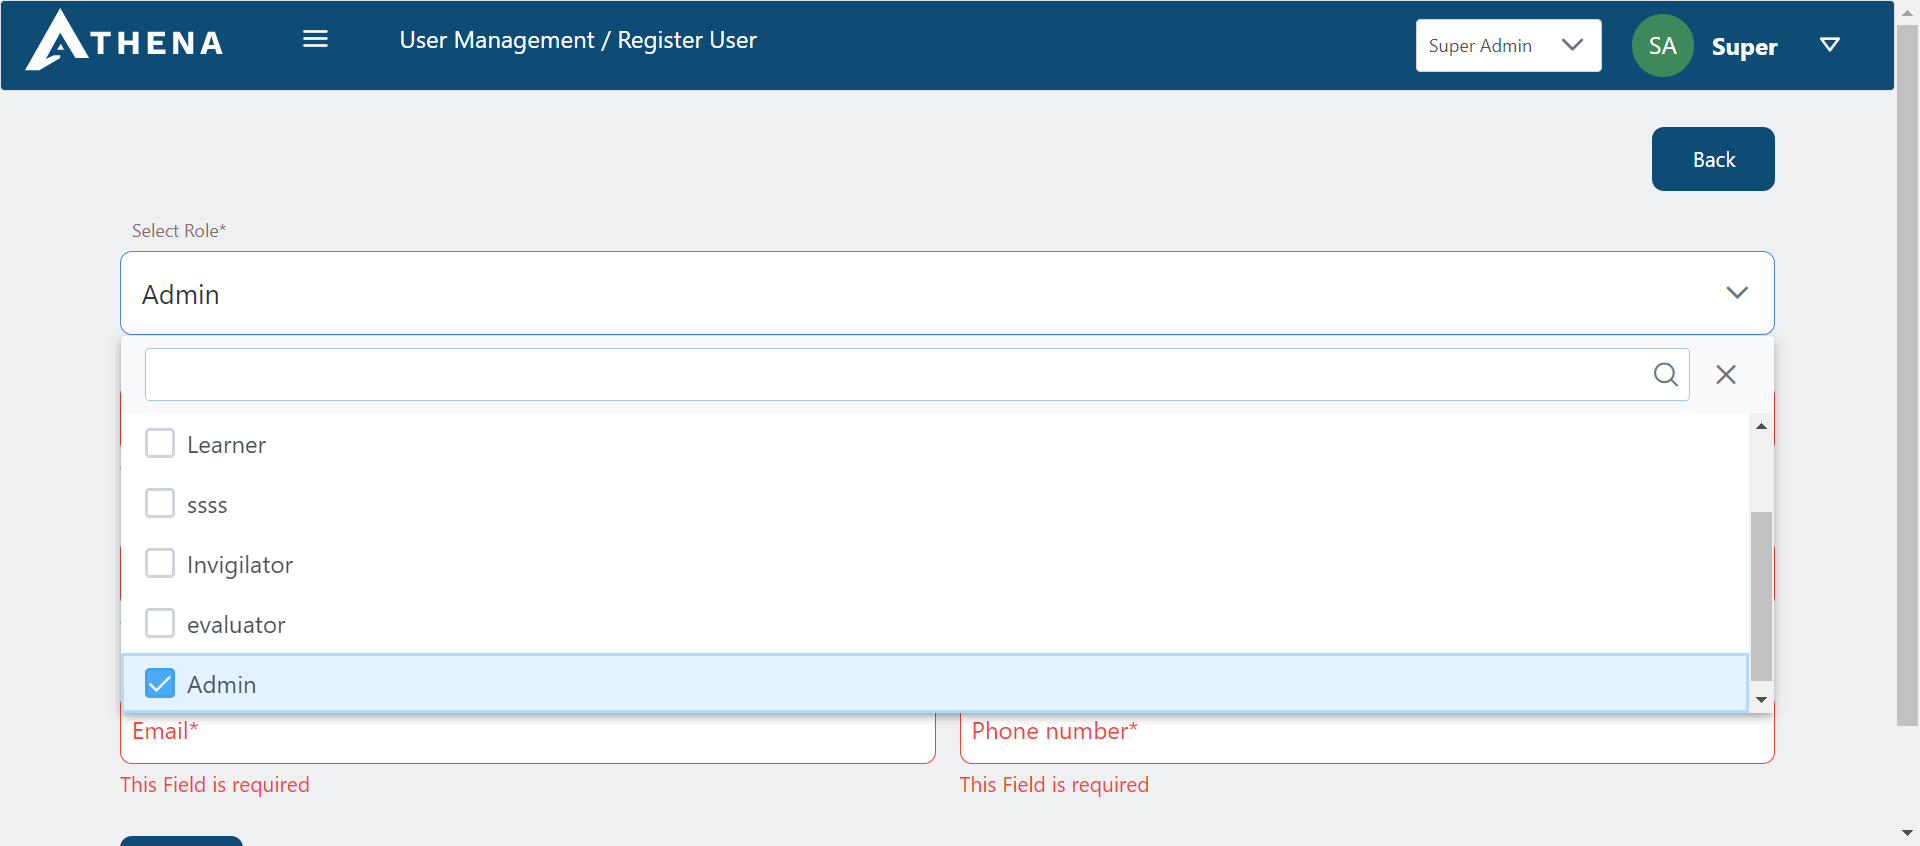 ATHENA
User Management / Register User
Super Admin
SA
Super
Back
Select Role*
Admin
Learner
ssss
Invigilator
evaluator
Admin
Email*
Phone number*
This Field is required
This Field is required